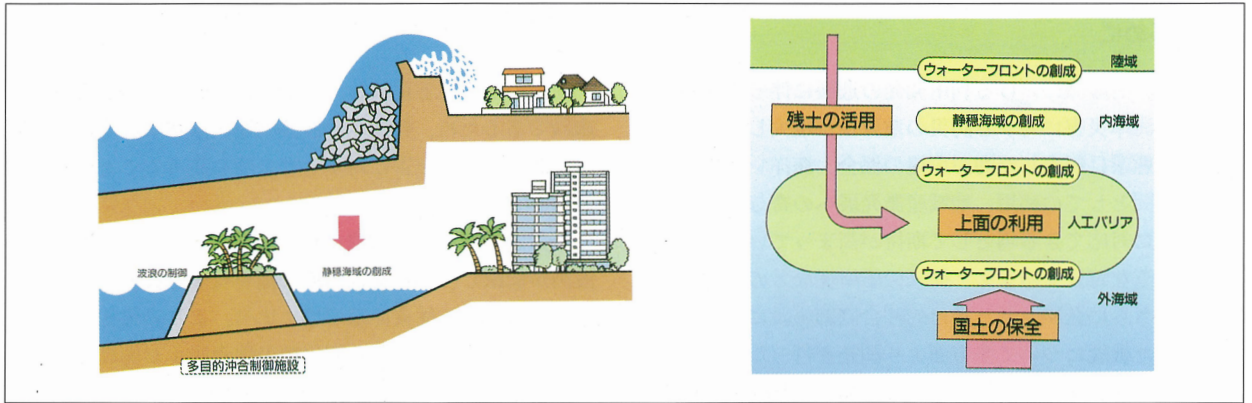 波浪の制御
静穏海域の創成
多目的沖合制御施設
陸域
ウォーターフロントの創成
残土の活用
静穏海域の創成
内海域
ウォーターフロントの創成
上面の利用
人工バリア
ウォーターフロントの創成
外海域
国土の保全